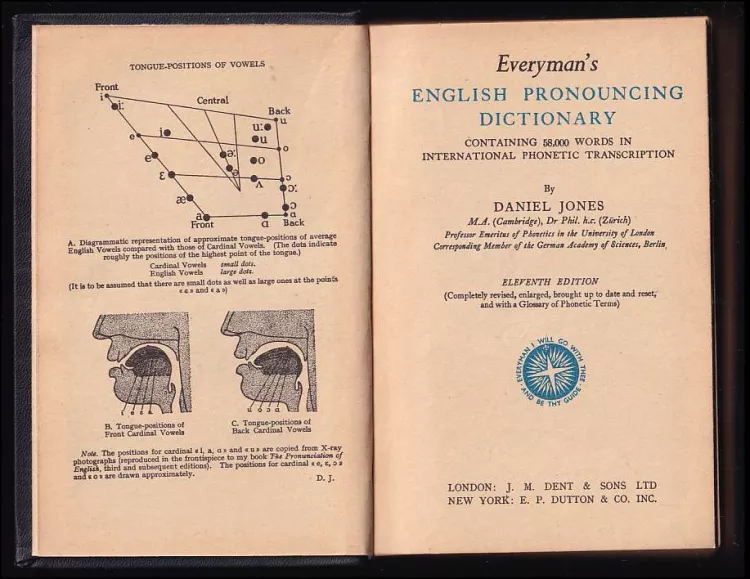 TONGUE-POSITIONS OF VOWELS
Front
Central
Back
i
i:
u
u:
u
i
e
o
ə:
e
o
ə
ɛ
ʌ
ɔ
ɔ:
æ
ɔ
a
ɑ
ɑ
Front
Back
A. Diagrammatic representation of approximate tongue-positions of average
English Vowels compared with those of Cardinal Vowels. (The dots indicate
roughly the positions of the highest point of the tongue.)
Cardinal Vowels small dots.
English Vowels large dots.
(It is to be assumed that there are small dots as well as large ones at the points
and
B. Tongue-positions of
Front Cardinal Vowels
C. Tongue-positions of
Back Cardinal Vowels
Note. The positions for cardinal and are copied from X-ray
photographs (reproduced in the frontispiece to my book The Pronunciation of
English, third and subsequent editions). The positions for cardinal
and are drawn approximately.
D. J.
Everyman's
ENGLISH PRONOUNCING
DICTIONARY
CONTAINING 58,000 WORDS IN
INTERNATIONAL PHONETIC TRANSCRIPTION
By
DANIEL JONES
M.A. (Cambridge), Dr Phil. h.c. (Zürich)
Professor Emeritus of Phonetics in the University of London
Corresponding Member of the German Academy of Sciences, Berlin
ELEVENTH EDITION
(Completely revised, enlarged, brought up to date and reset,
and with a Glossary of Phonetic Terms)
EVERYMAN I WILL GO WITH THEE
AND BE THY GUIDE
LONDON: J. M. DENT & SONS LTD
NEW YORK: E. P. DUTTON & CO. INC.